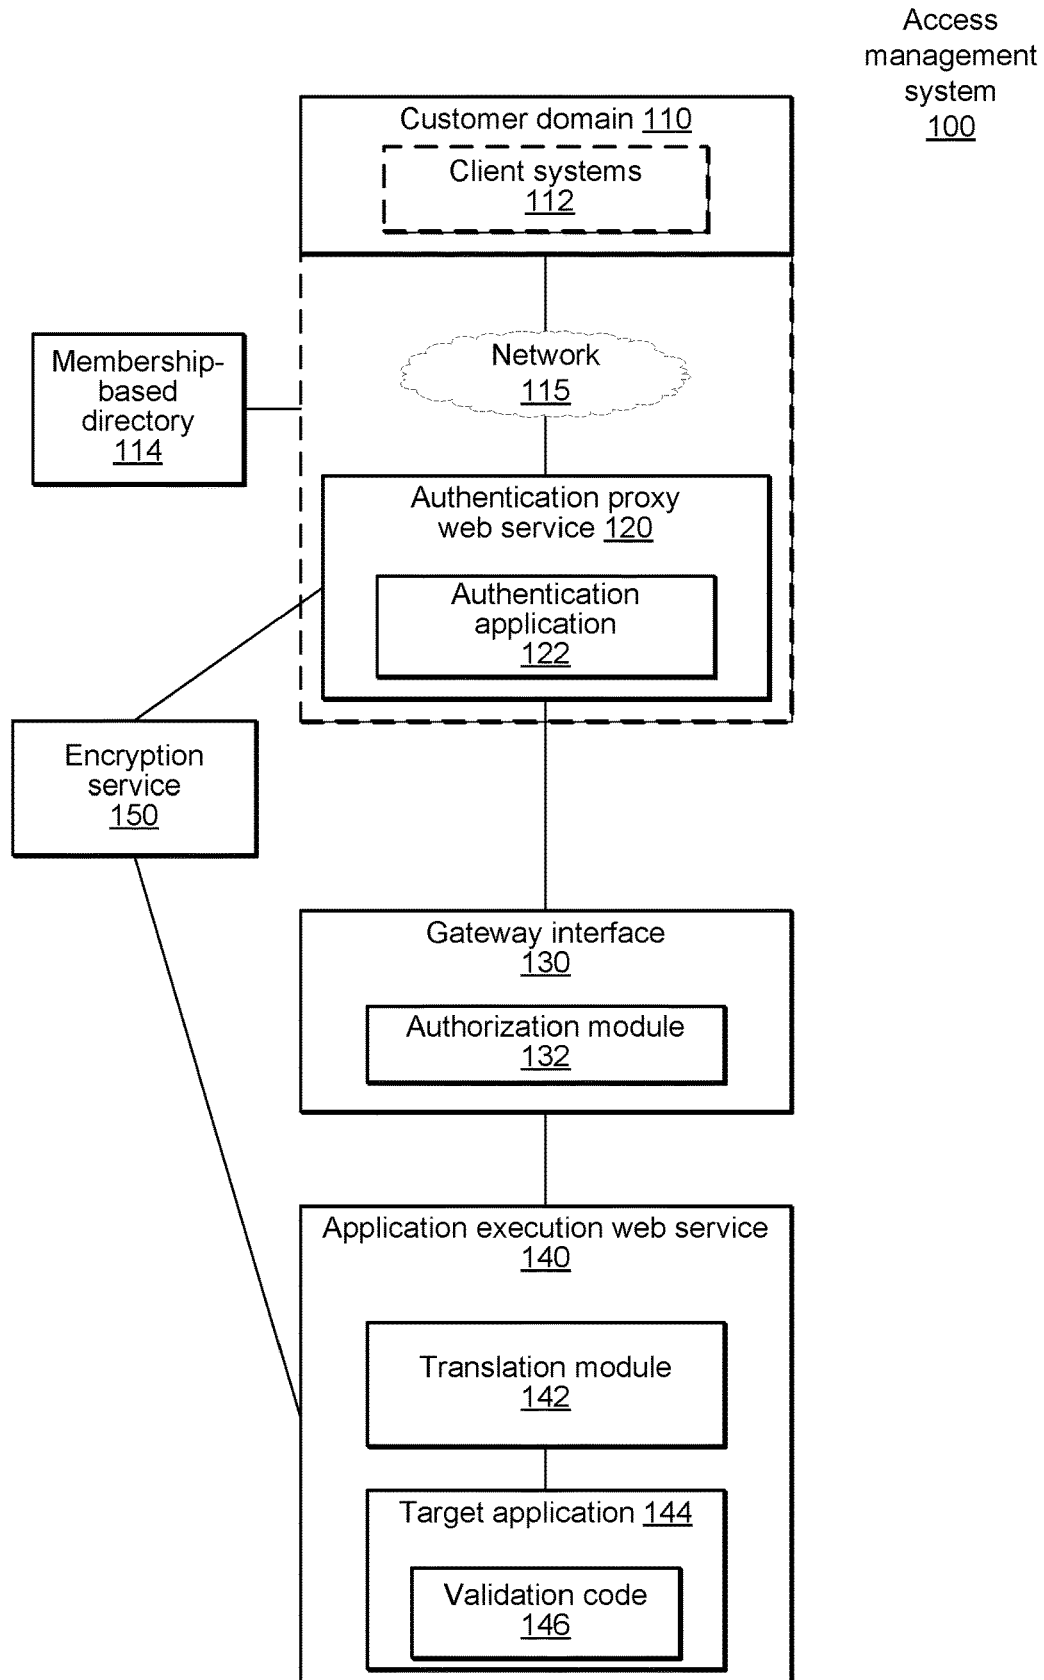 Access
management
system
100
Customer domain 110
Client systems
112
Network
115
Membership-
based
directory
114
Authentication proxy
web service 120
Authentication
application
122
Encryption
service
150
Gateway interface
130
Authorization module
132
Application execution web service
140
Translation module
142
Target application 144
Validation code
146